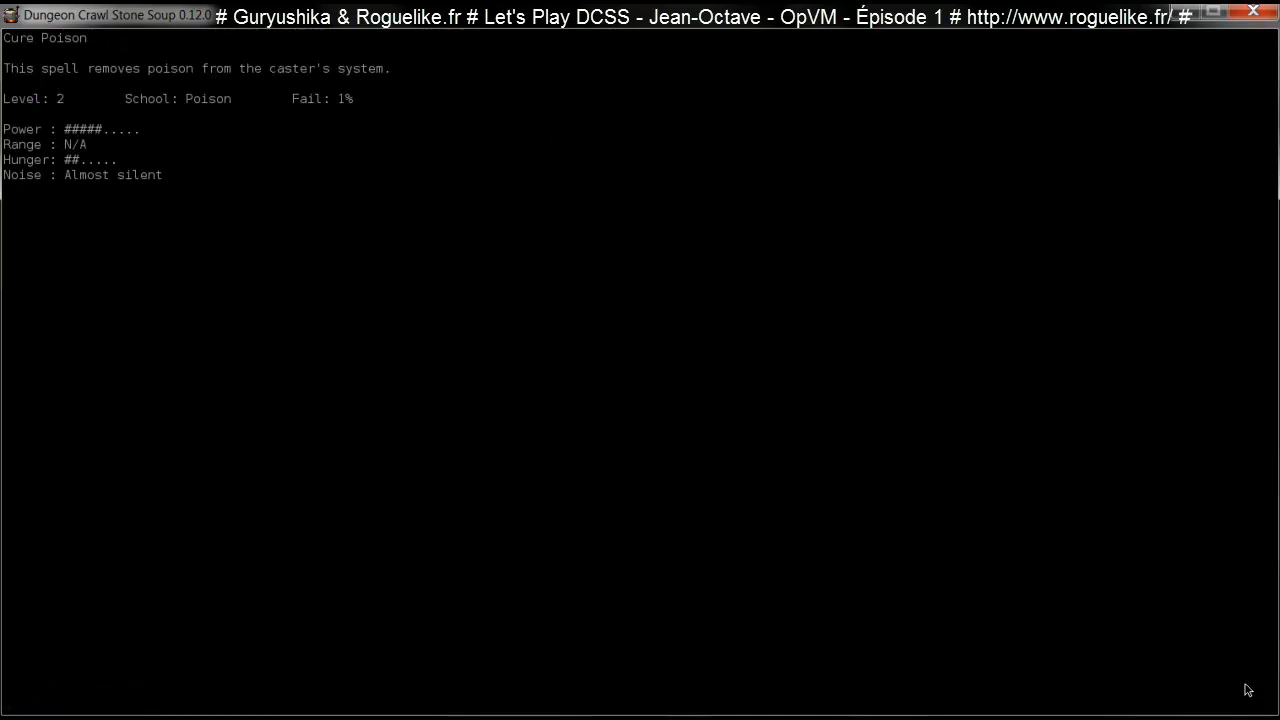 Dungeon Crawl Stone Soup 0.12.0 # Guryushika & Roguelike.fr # Let's Play DCSS - Jean-Octave - OpVM - Épisode 1 # http://www.roguelike.fr/ #
Cure Poison
This spell removes poison from the caster's system.
Level: 2 School: Poison Fail: 1%
Power : #####.....
Range : N/A
Hunger: ##.....
Noise : Almost silent